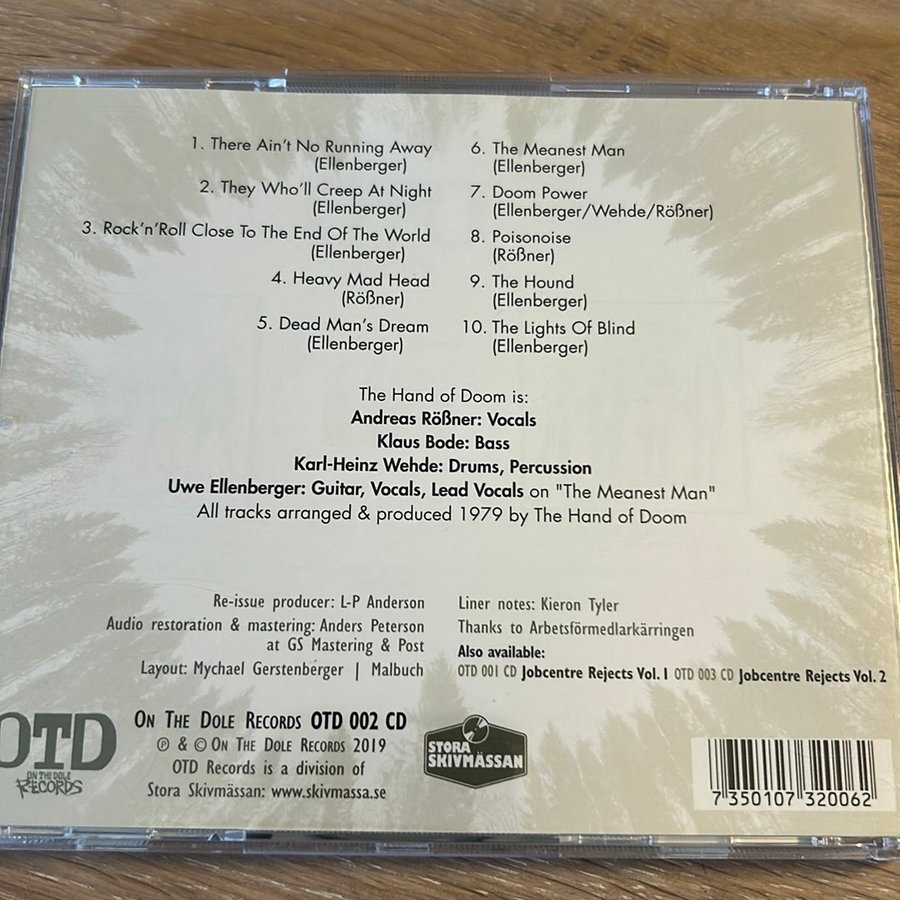 1. There Ain't No Running Away
(Ellenberger)
2. They Who'll Creep At Night
(Ellenberger)
3. Rock'n'Roll Close To The End Of The World
(Ellenberger)
4. Heavy Mad Head
(Rößner)
5. Dead Man's Dream
(Ellenberger)
6. The Meanest Man
(Ellenberger)
7. Doom Power
(Ellenberger/Wehde/Rößner)
8. Poisonoise
(Rößner)
9. The Hound
(Ellenberger)
10. The Lights Of Blind
(Ellenberger)
The Hand of Doom is:
Andreas Rößner: Vocals
Klaus Bode: Bass
Karl-Heinz Wehde: Drums, Percussion
Uwe Ellenberger: Guitar, Vocals, Lead Vocals on "The Meanest Man"
All tracks arranged & produced 1979 by The Hand of Doom
Re-issue producer: L-P Anderson
Audio restoration & mastering: Anders Peterson
at GS Mastering & Post
Layout: Mychael Gerstenberger | Malbuch
Liner notes: Kieron Tyler
Thanks to Arbetsförmedlarkärringen
Also available:
OTD 001 CD Jobcentre Rejects Vol. 1 OTD 003 CD Jobcentre Rejects Vol. 2
OTD
ON THE DOLE
RECORDS
ON THE DOLE RECORDS OTD 002 CD
℗ & © ON THE DOLE RECORDS 2019
OTD RECORDS IS A DIVISION OF
STORA SKIVMÄSSAN: www.skivmassa.se
STORA
SKIVMÄSSAN
7 350107 320062